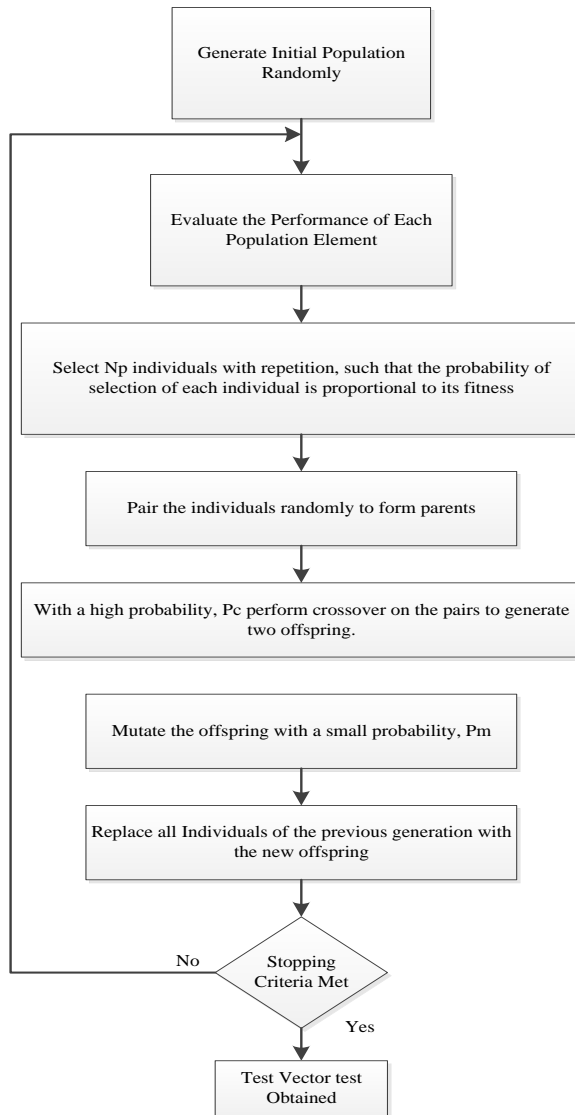 Generate Initial Population
Randomly
Evaluate the Performance of Each
Population Element
Select Np individuals with repetition, such that the probability of
selection of each individual is proportional to its fitness
Pair the individuals randomly to form parents
With a high probability, Pc perform crossover on the pairs to generate
two offspring.
Mutate the offspring with a small probability, Pm
Replace all Individuals of the previous generation with
the new offspring
No
Stopping
Criteria Met
Yes
Test Vector test
Obtained